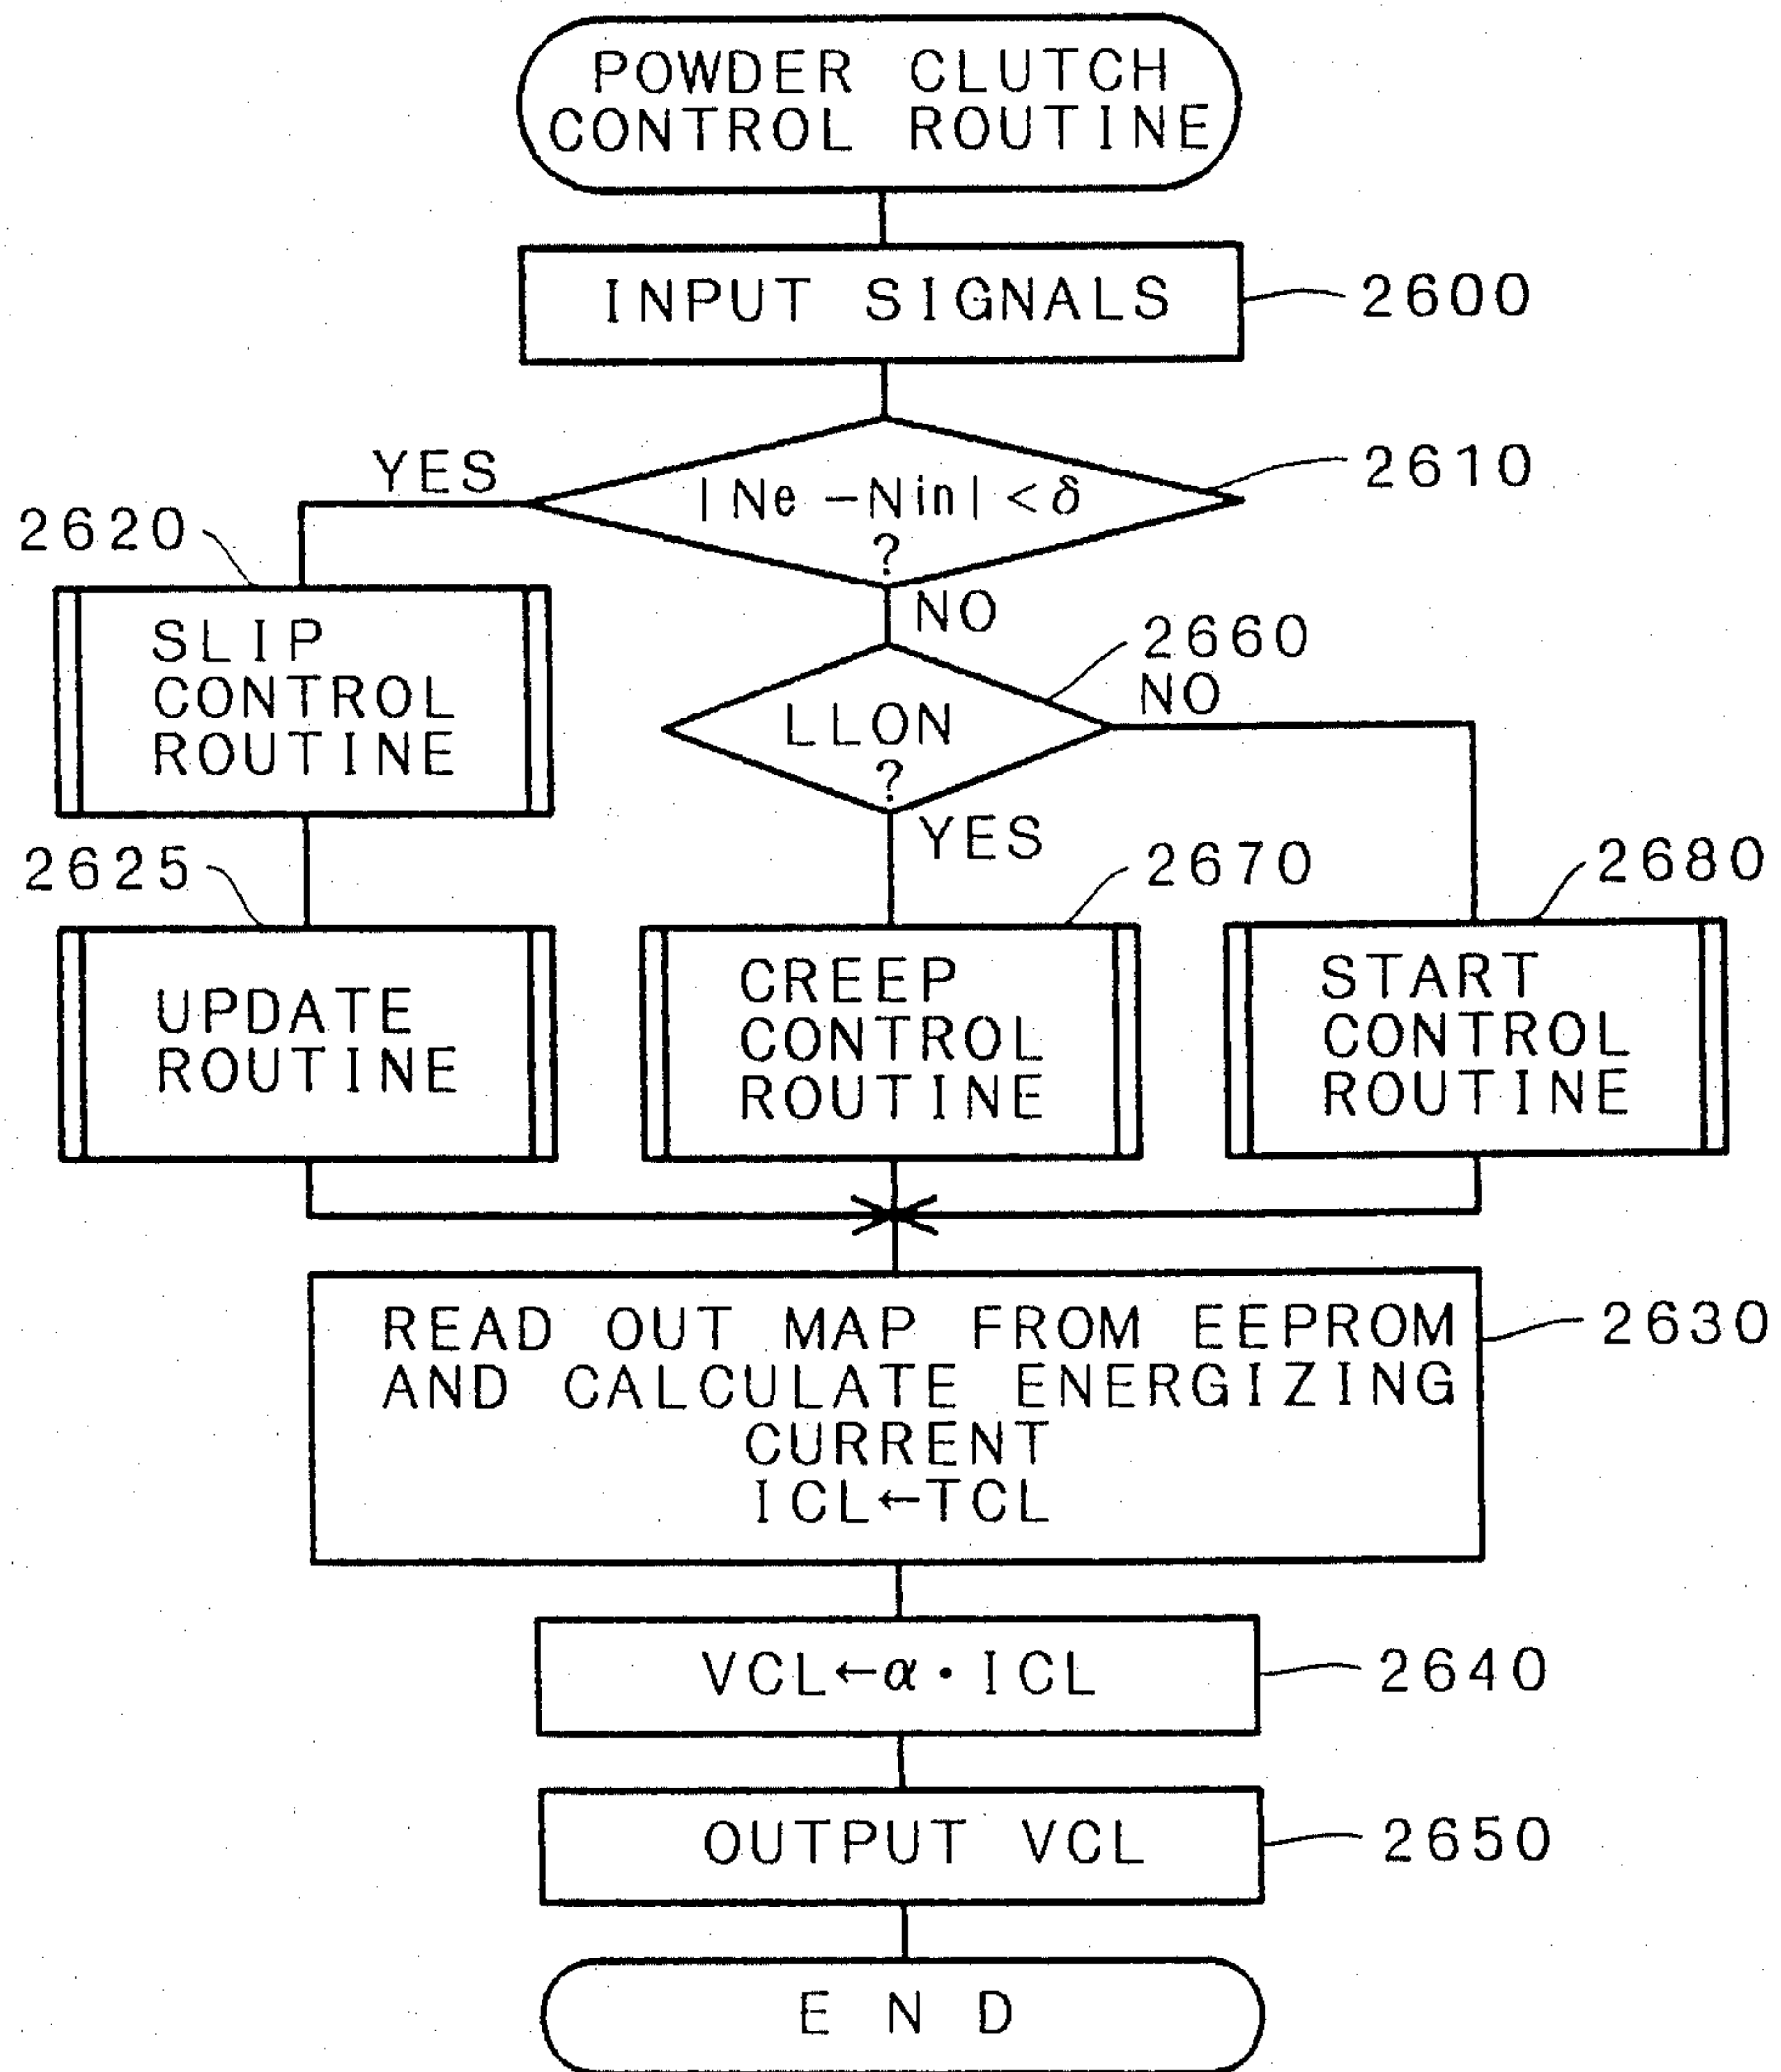 POWDER CLUTCH
CONTROL ROUTINE
INPUT SIGNALS
2600
|Ne-Nin|<δ
?
2610
YES
NO
2620
SLIP
CONTROL
ROUTINE
2660
LLON
?
NO
YES
2625
UPDATE
ROUTINE
2670
CREEP
CONTROL
ROUTINE
2680
START
CONTROL
ROUTINE
READ OUT MAP FROM EEPROM
AND CALCULATE ENERGIZING
CURRENT
ICL←TCL
2630
VCL←α·ICL
2640
OUTPUT VCL
2650
END